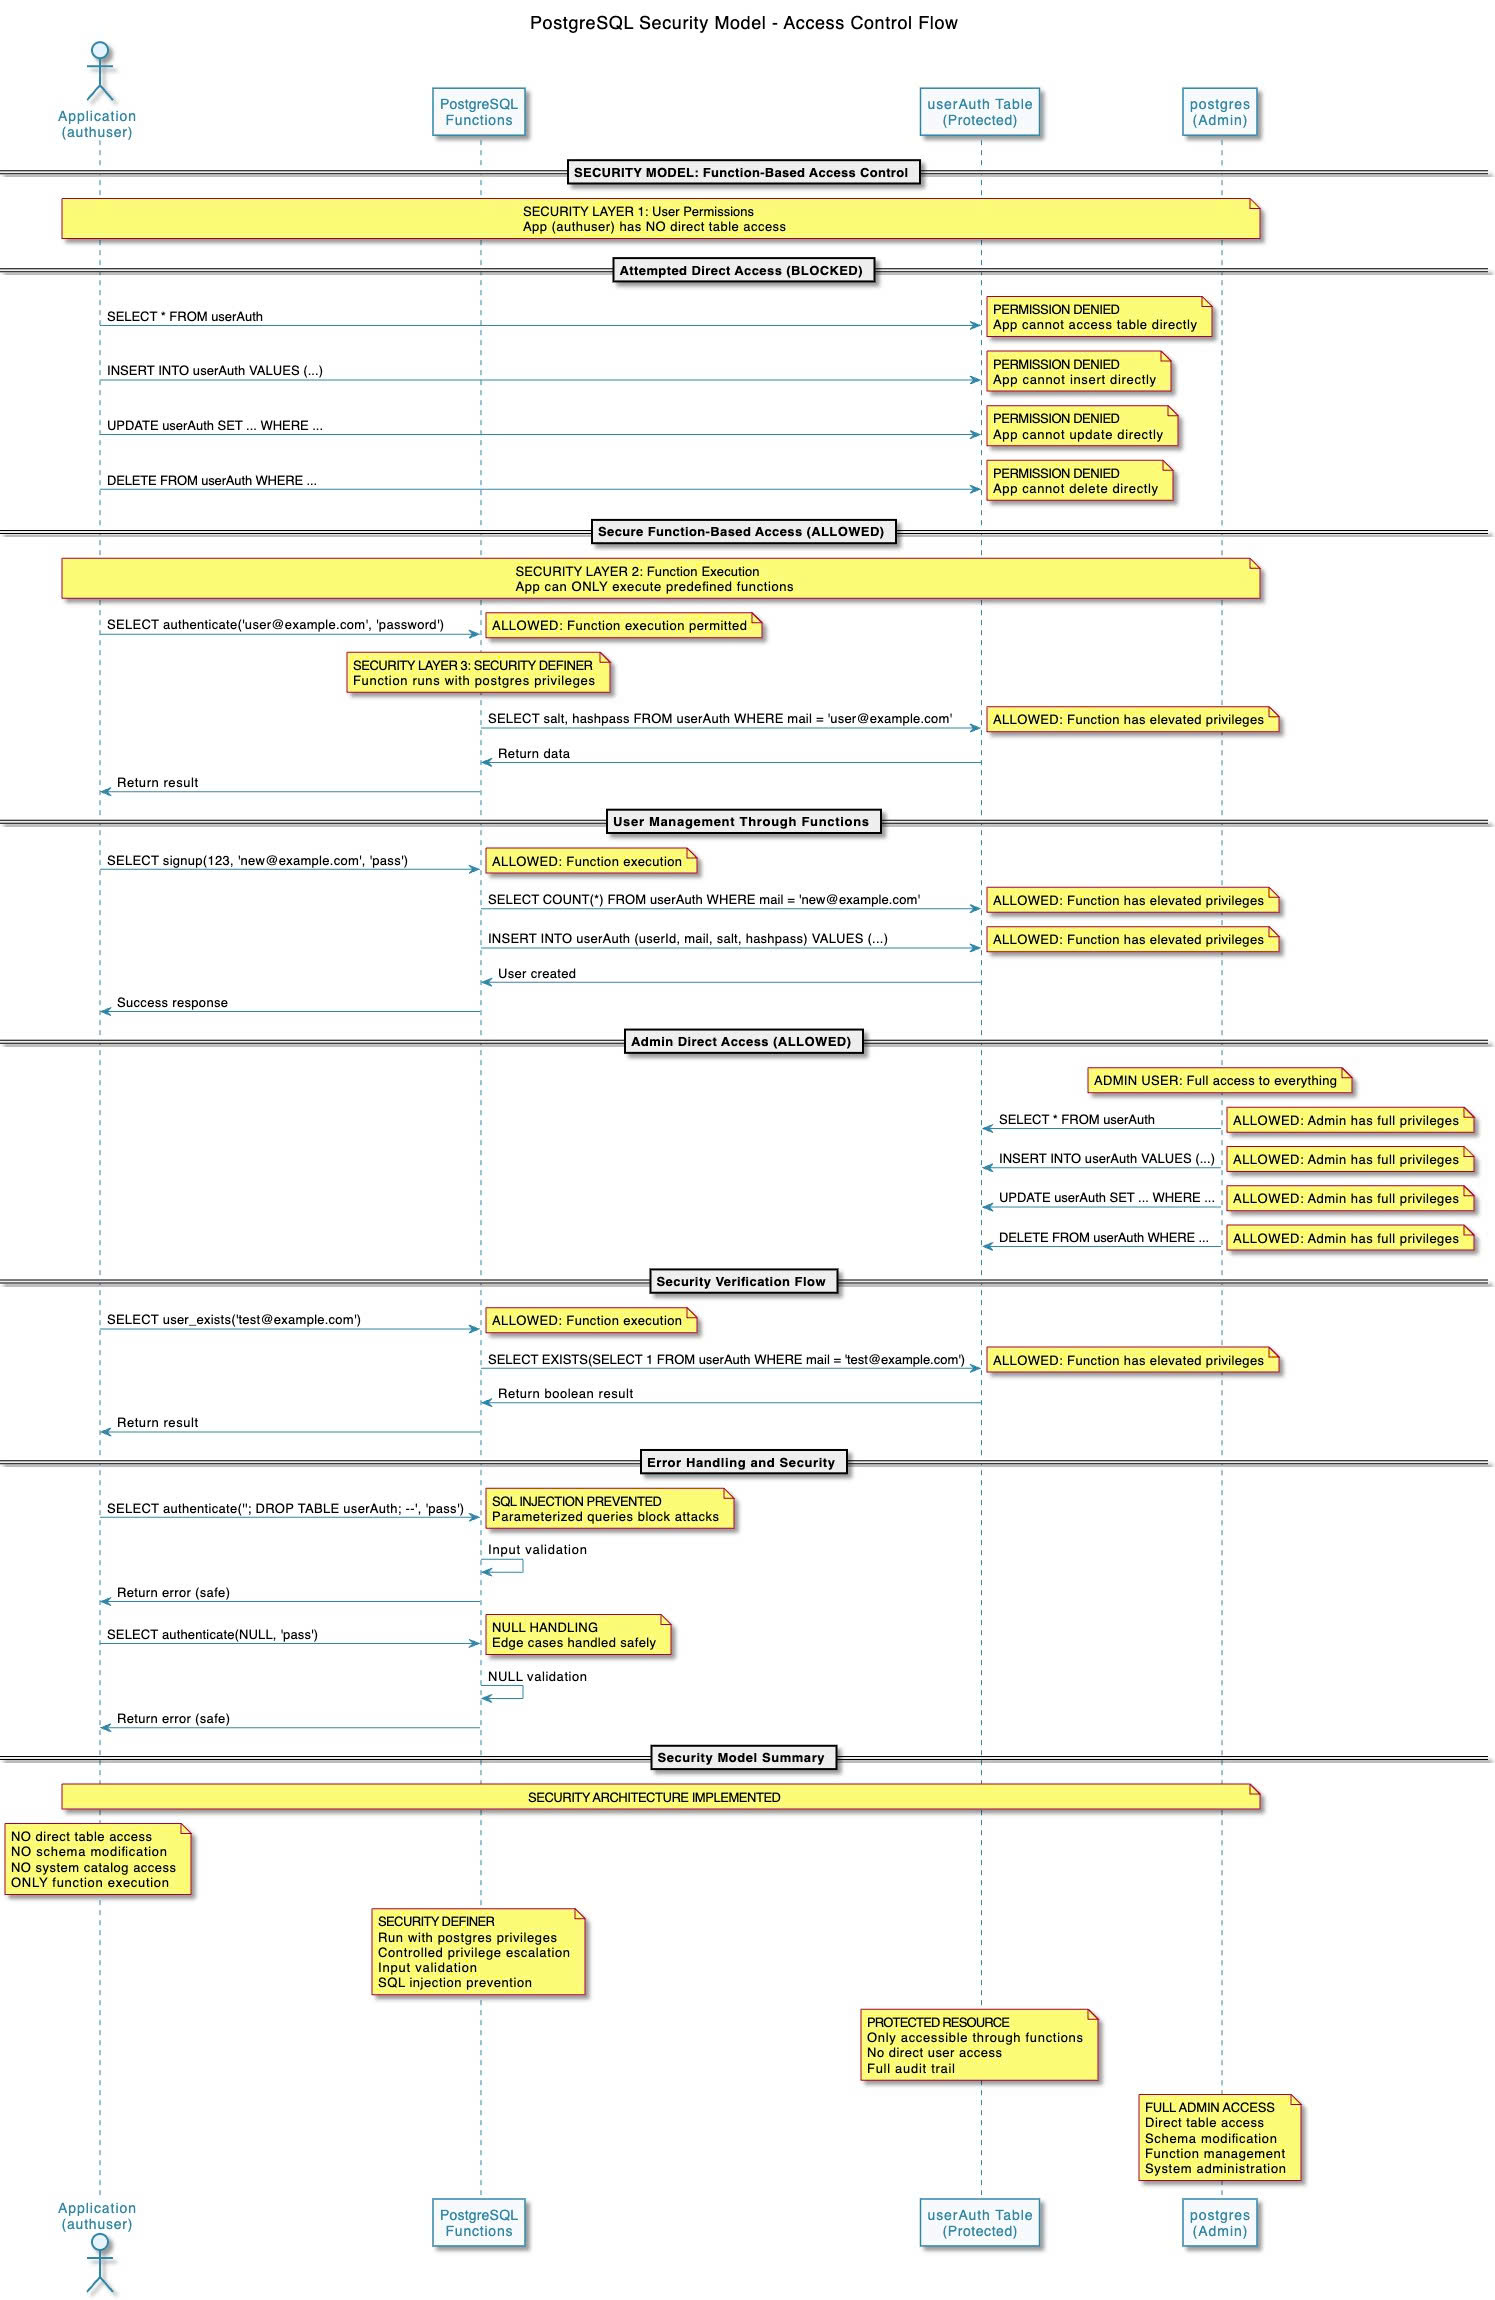 PostgreSQL Security Model - Access Control Flow
Application
(authuser)
PostgreSQL
Functions
userAuth Table
(Protected)
postgres
(Admin)
SECURITY MODEL: Function-Based Access Control
SECURITY LAYER 1: User Permissions
App (authuser) has NO direct table access
Attempted Direct Access (BLOCKED)
SELECT * FROM userAuth
PERMISSION DENIED
App cannot access table directly
INSERT INTO userAuth VALUES (...)
PERMISSION DENIED
App cannot insert directly
UPDATE userAuth SET ... WHERE ...
PERMISSION DENIED
App cannot update directly
DELETE FROM userAuth WHERE ...
PERMISSION DENIED
App cannot delete directly
Secure Function-Based Access (ALLOWED)
SECURITY LAYER 2: Function Execution
App can ONLY execute predefined functions
SELECT authenticate('user@example.com', 'password')
ALLOWED: Function execution permitted
SECURITY LAYER 3: SECURITY DEFINER
Function runs with postgres privileges
SELECT salt, hashpass FROM userAuth WHERE mail = 'user@example.com'
ALLOWED: Function has elevated privileges
Return data
Return result
User Management Through Functions
SELECT signup(123, 'new@example.com', 'pass')
ALLOWED: Function execution
SELECT COUNT(*) FROM userAuth WHERE mail = 'new@example.com'
ALLOWED: Function has elevated privileges
INSERT INTO userAuth (userId, mail, salt, hashpass) VALUES (...)
ALLOWED: Function has elevated privileges
User created
Success response
Admin Direct Access (ALLOWED)
ADMIN USER: Full access to everything
SELECT * FROM userAuth
ALLOWED: Admin has full privileges
INSERT INTO userAuth VALUES (...)
ALLOWED: Admin has full privileges
UPDATE userAuth SET ... WHERE ...
ALLOWED: Admin has full privileges
DELETE FROM userAuth WHERE ...
ALLOWED: Admin has full privileges
Security Verification Flow
SELECT user_exists('test@example.com')
ALLOWED: Function execution
SELECT EXISTS(SELECT 1 FROM userAuth WHERE mail = 'test@example.com')
ALLOWED: Function has elevated privileges
Return boolean result
Return result
Error Handling and Security
SELECT authenticate(''; DROP TABLE userAuth; --', 'pass')
SQL INJECTION PREVENTED
Parameterized queries block attacks
Input validation
Return error (safe)
SELECT authenticate(NULL, 'pass')
NULL HANDLING
Edge cases handled safely
NULL validation
Return error (safe)
Security Model Summary
SECURITY ARCHITECTURE IMPLEMENTED
NO direct table access
NO schema modification
NO system catalog access
ONLY function execution
SECURITY DEFINER
Run with postgres privileges
Controlled privilege escalation
Input validation
SQL injection prevention
PROTECTED RESOURCE
Only accessible through functions
No direct user access
Full audit trail
FULL ADMIN ACCESS
Direct table access
Schema modification
Function management
System administration
Application
(authuser)
PostgreSQL
Functions
userAuth Table
(Protected)
postgres
(Admin)